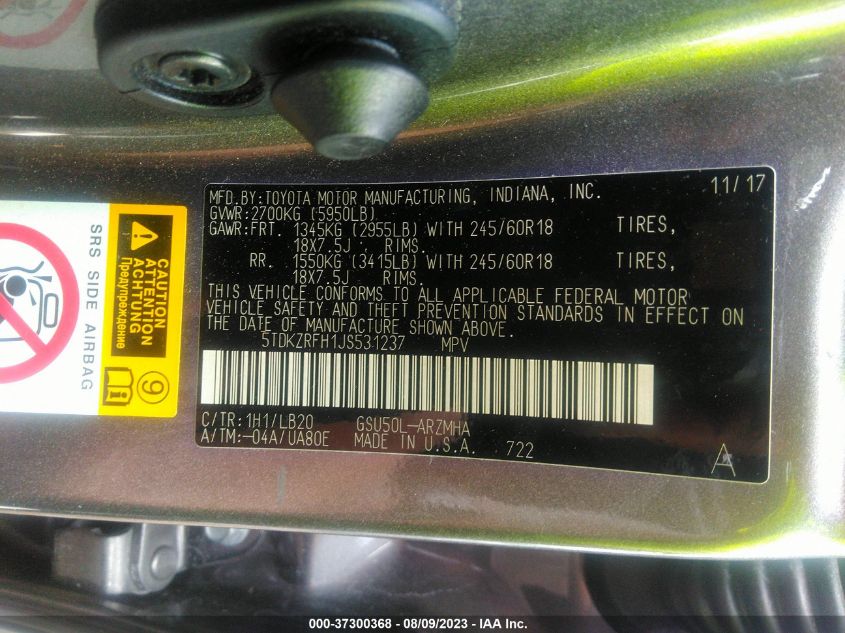 MFD.BY:TOYOTA MOTOR MANUFACTURING, INDIANA, INC. 11/17
GVWR:2700KG (5950LB)
GAWR:FRT. 1345KG (2955LB) WITH 245/60R18 TIRES,
18X7.5J RIMS.
RR. 1550KG (3415LB) WITH 245/60R18 TIRES,
18X7.5J RIMS.
THIS VEHICLE CONFORMS TO ALL APPLICABLE FEDERAL MOTOR
VEHICLE SAFETY AND THEFT PREVENTION STANDARDS IN EFFECT ON
THE DATE OF MANUFACTURE SHOWN ABOVE.
5TDKZRFH1JS531237 MPV
C/TR:1H1/LB20 GSU50L-ARZMHA
A/TM:-04A/UA80E MADE IN U.S.A. 722
A
SRS SIDE AIRBAG
CAUTION
ATTENTION
ACHTUNG
Предупреждение
9
000-37300368 - 08/09/2023 - IAA Inc.